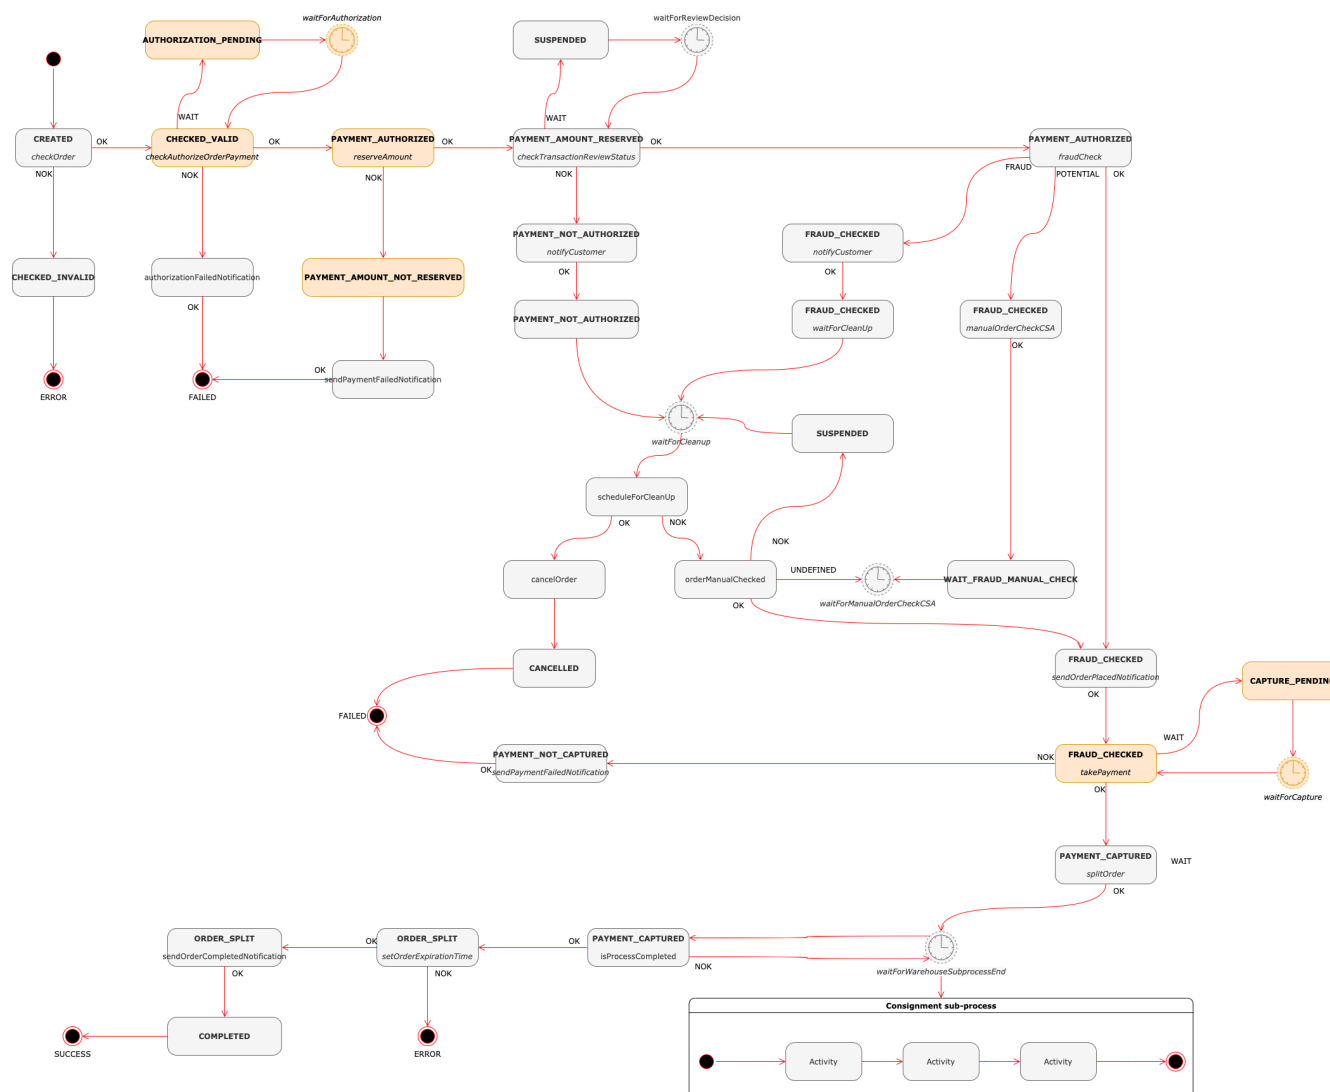 waitForAuthorization
waitForReviewDecision
AUTHORIZATION_PENDING
SUSPENDED
WAIT
WAIT
CREATED
checkOrder
OK
CHECKED_VALID
checkAuthorizeOrderPayment
OK
PAYMENT_AUTHORIZED
reserveAmount
OK
PAYMENT_AMOUNT_RESERVED
checkTransactionReviewStatus
OK
PAYMENT_AUTHORIZED
fraudCheck
NOK
NOK
NOK
NOK
FRAUD
POTENTIAL
OK
PAYMENT_NOT_AUTHORIZED
notifyCustomer
OK
FRAUD_CHECKED
notifyCustomer
OK
CHECKED_INVALID
authorizationFailedNotification
OK
PAYMENT_AMOUNT_NOT_RESERVED
PAYMENT_NOT_AUTHORIZED
FRAUD_CHECKED
waitForCleanUp
FRAUD_CHECKED
manualOrderCheckCSA
OK
ERROR
FAILED
OK
sendPaymentFailedNotification
waitForCleanup
SUSPENDED
scheduleForCleanUp
OK
NOK
NOK
cancelOrder
orderManualChecked
UNDEFINED
OK
waitForManualOrderCheckCSA
WAIT_FRAUD_MANUAL_CHECK
CANCELLED
FRAUD_CHECKED
sendOrderPlacedNotification
OK
CAPTURE_PENDING
FAILED
WAIT
PAYMENT_NOT_CAPTURED
sendPaymentFailedNotification
OK
NOK
FRAUD_CHECKED
takePayment
OK
waitForCapture
PAYMENT_CAPTURED
splitOrder
OK
WAIT
ORDER_SPLIT
sendOrderCompletedNotification
OK
OK
ORDER_SPLIT
setOrderExpirationTime
NOK
OK
PAYMENT_CAPTURED
isProcessCompleted
NOK
waitForWarehouseSubprocessEnd
COMPLETED
SUCCESS
ERROR
Consignment sub-process
Activity
Activity
Activity